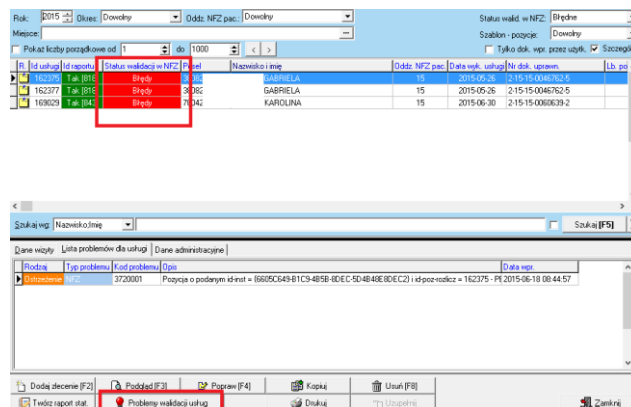 Rok: 2015 Okres: Dowolny Oddz. NFZ pac.: Dowolny Status walid. w NFZ: Błędne
Miejsce: Szablon - pozycje: Dowolny
Pokaż liczby porządkowe od 1 do 1000 < > Tylko dok. wpr. przez użytk. Szczegó
R. Id usługi Id raportu Status walidacji w NFZ Pesel Nazwisko i imię Oddz. NFZ pac. Data wyk. usługi Nr dok. uprawn. Lb. po
162375 Tak [818 Błędy GABRIELA 15 2015-05-26 2-15-15-0046762-5
162377 Tak [818 Błędy GABRIELA 15 2015-05-26 2-15-15-0046762-5
169029 Tak [843 Błędy KAROLINA 15 2015-06-30 2-15-15-0060639-2
Szukaj wg: Nazwisko;Imię Szukaj [F5]
Dane wizyty Lista problemów dla usługi Dane administracyjne
Rodzaj Typ problemu Kod problemu Opis Data wpr.
Ostrzeżenie NFZ 3720001 Pozycja o podanym id-inst = {6605C649-B1C9-485B-8DEC-5D4B48E8DEC2} i id-poz-rozlicz = 162375 - 2015-06-18 08:44:57
Dodaj zlecenie [F2] Podgląd [F3] Popraw [F4] Kopiuj Usuń [F8]
Twórz raport stat. Problemy walidacji usług Drukuj Uzupełnij Zamknij